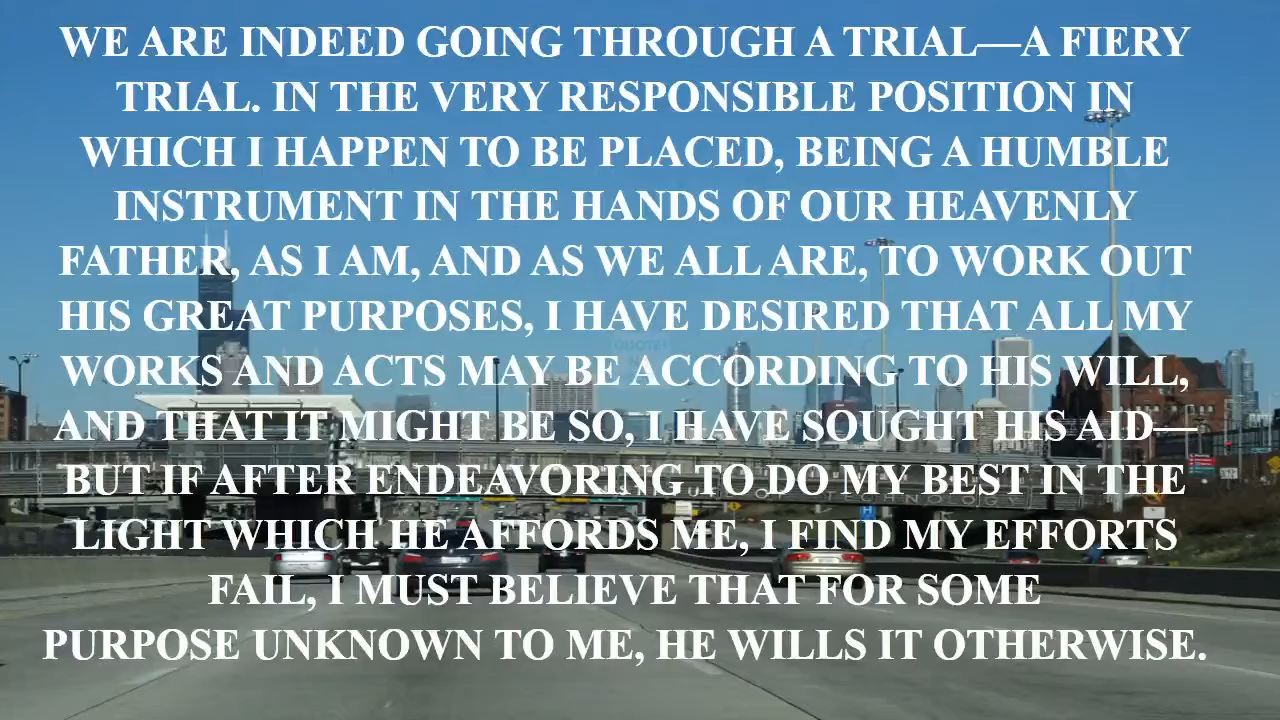 WE ARE INDEED GOING THROUGH A TRIAL—A FIERY
TRIAL. IN THE VERY RESPONSIBLE POSITION IN
WHICH I HAPPEN TO BE PLACED, BEING A HUMBLE
INSTRUMENT IN THE HANDS OF OUR HEAVENLY
FATHER, AS I AM, AND AS WE ALL ARE, TO WORK OUT
HIS GREAT PURPOSES, I HAVE DESIRED THAT ALL MY
WORKS AND ACTS MAY BE ACCORDING TO HIS WILL,
AND THAT IT MIGHT BE SO, I HAVE SOUGHT HIS AID—
BUT IF AFTER ENDEAVORING TO DO MY BEST IN THE
LIGHT WHICH HE AFFORDS ME, I FIND MY EFFORTS
FAIL, I MUST BELIEVE THAT FOR SOME
PURPOSE UNKNOWN TO ME, HE WILLS IT OTHERWISE.